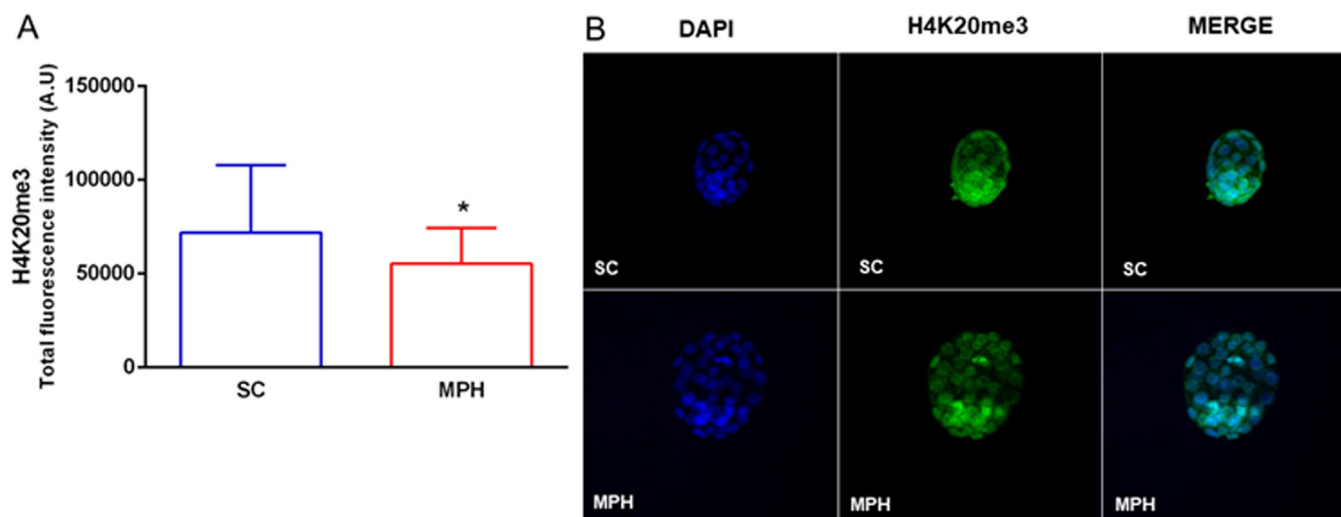 A
H4K20me3
Total fluorescence intensity (A.U)
150000
100000
50000
0
*
SC
MPH
B
DAPI
H4K20me3
MERGE
SC
SC
SC
MPH
MPH
MPH